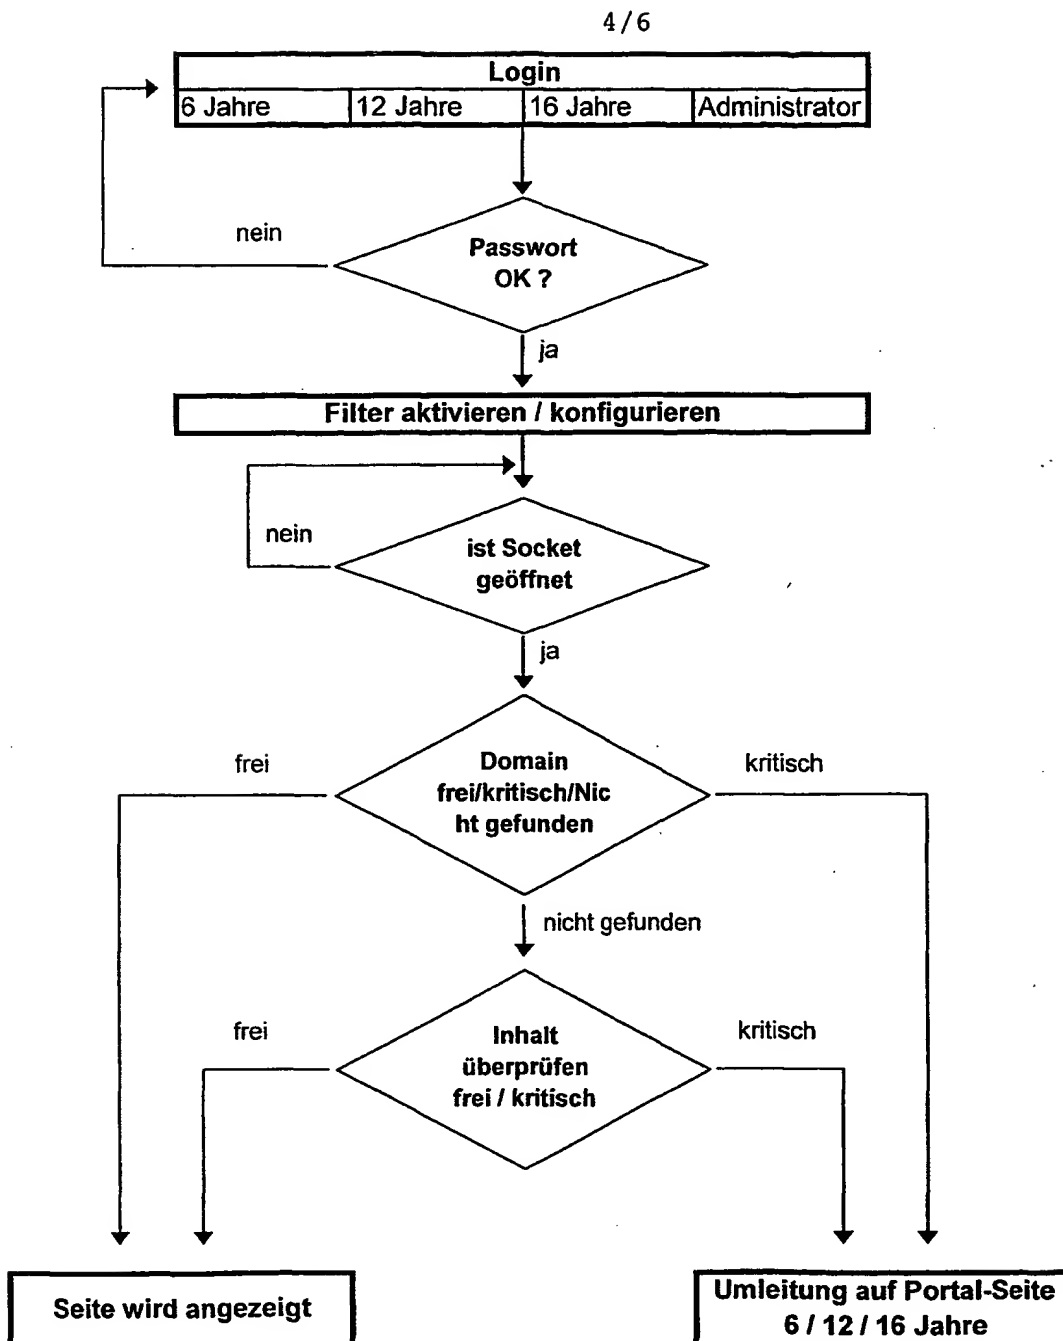 4/6
Login
6 Jahre 12 Jahre 16 Jahre Administrator
nein
Passwort
OK ?
ja
Filter aktivieren / konfigurieren
nein
ist Socket
geöffnet
ja
frei
Domain
frei/kritisch/Nic
ht gefunden
kritisch
nicht gefunden
frei
Inhalt
überprüfen
frei / kritisch
kritisch
Seite wird angezeigt
Umleitung auf Portal-Seite
6 / 12 / 16 Jahre